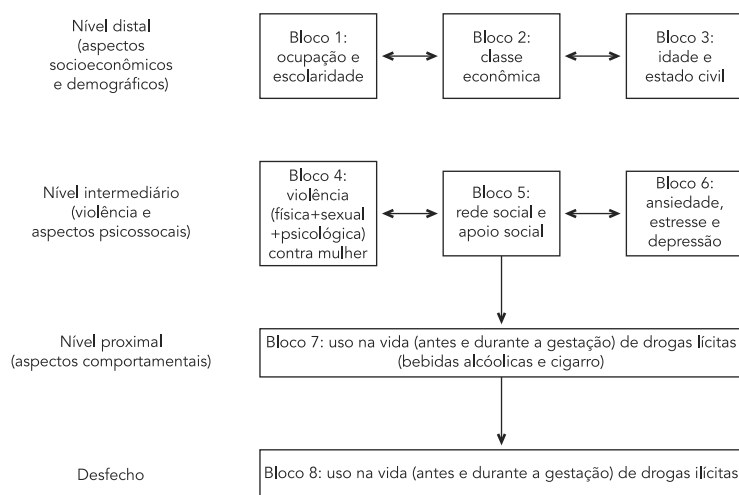 Nível distal
(aspectos
socioeconômicos
e demográficos)
Bloco 1:
ocupação e
escolaridade
Bloco 2:
classe
econômica
Bloco 3:
idade e
estado civil
Nível intermediário
(violência e
aspectos psicossocais)
Bloco 4:
violência
(física+sexual
+psicológica)
contra mulher
Bloco 5:
rede social e
apoio social
Bloco 6:
ansiedade,
estresse e
depressão
Nível proximal
(aspectos comportamentais)
Bloco 7: uso na vida (antes e durante a gestação) de drogas lícitas
(bebidas alcóolicas e cigarro)
Desfecho
Bloco 8: uso na vida (antes e durante a gestação) de drogas ilícitas